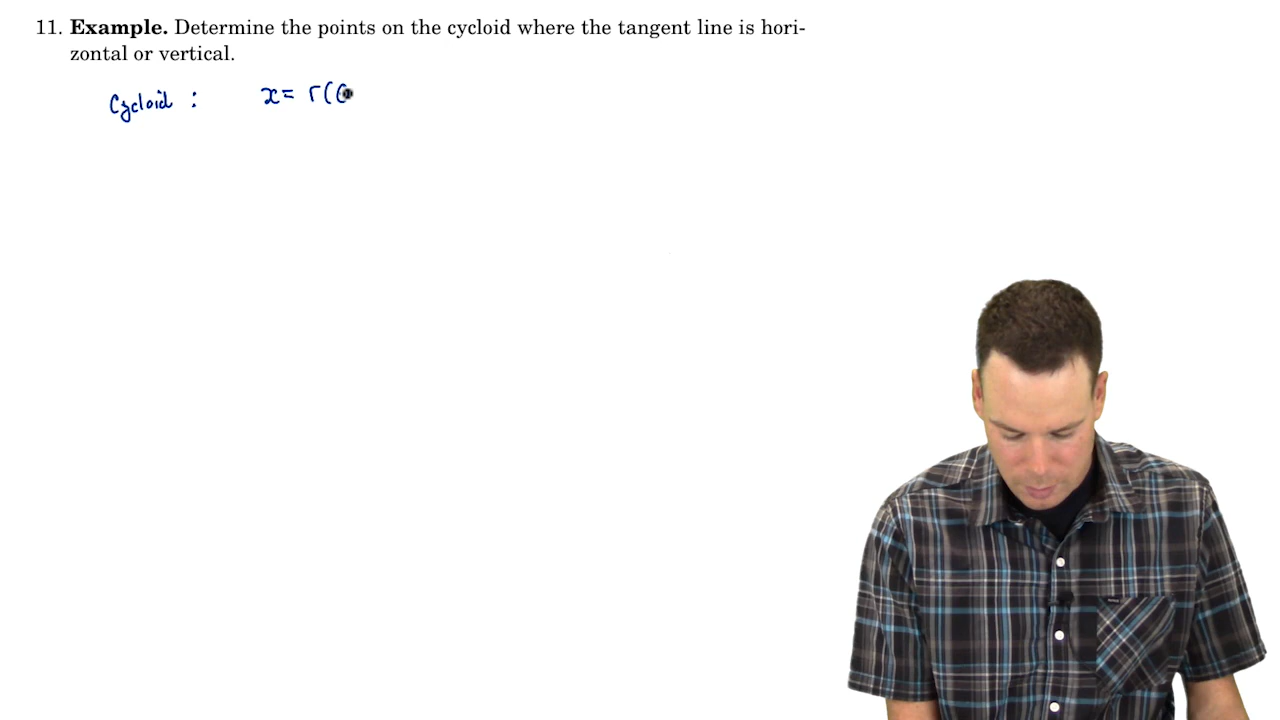 11. Example. Determine the points on the cycloid where the tangent line is hori-
zontal or vertical.
Cycloid : x= r(